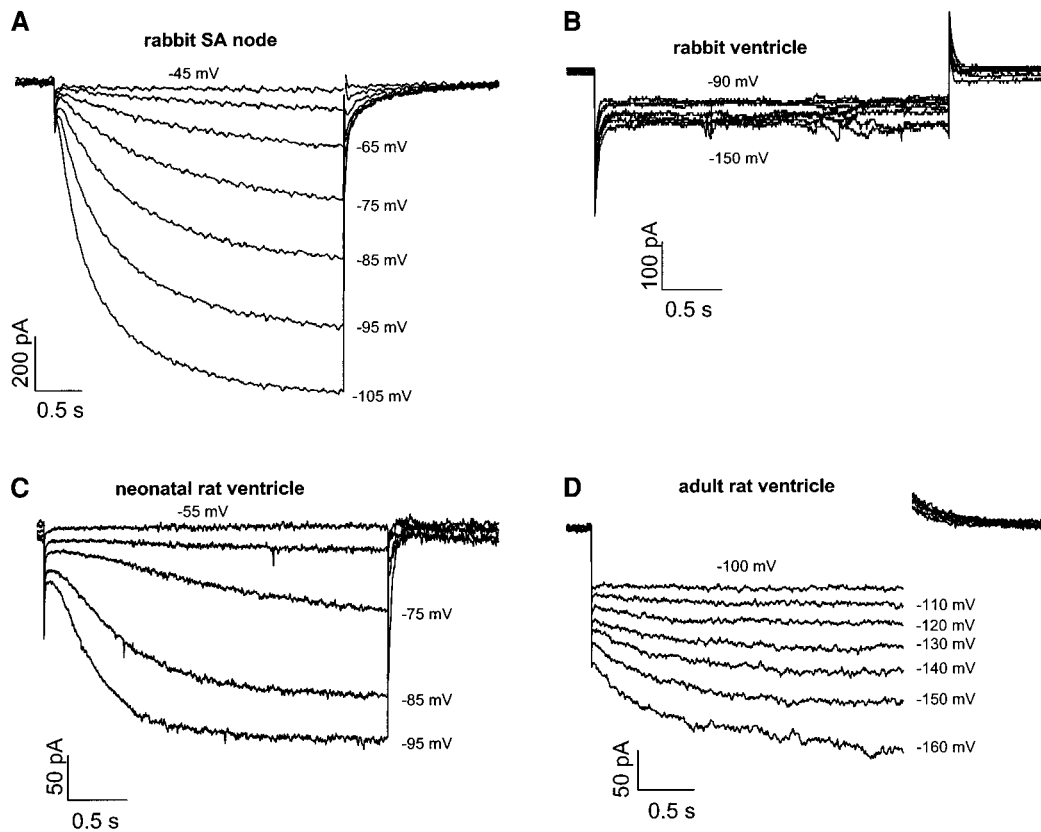 A
rabbit SA node
-45 mV
-65 mV
-75 mV
-85 mV
-95 mV
-105 mV
200 pA
0.5 s
B
rabbit ventricle
-90 mV
-150 mV
100 pA
0.5 s
C
neonatal rat ventricle
-55 mV
-75 mV
-85 mV
-95 mV
50 pA
0.5 s
D
adult rat ventricle
-100 mV
-110 mV
-120 mV
-130 mV
-140 mV
-150 mV
-160 mV
50 pA
0.5 s